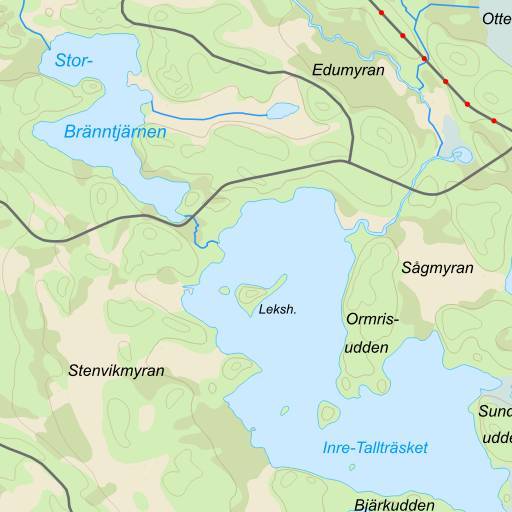 Otte
Stor-
Edumyran
Bränntjärnen
Sågmyran
Leksh.
Ormris-
udden
Stenvikmyran
Sund
udde
Inre-Tallträsket
Bjärkudden